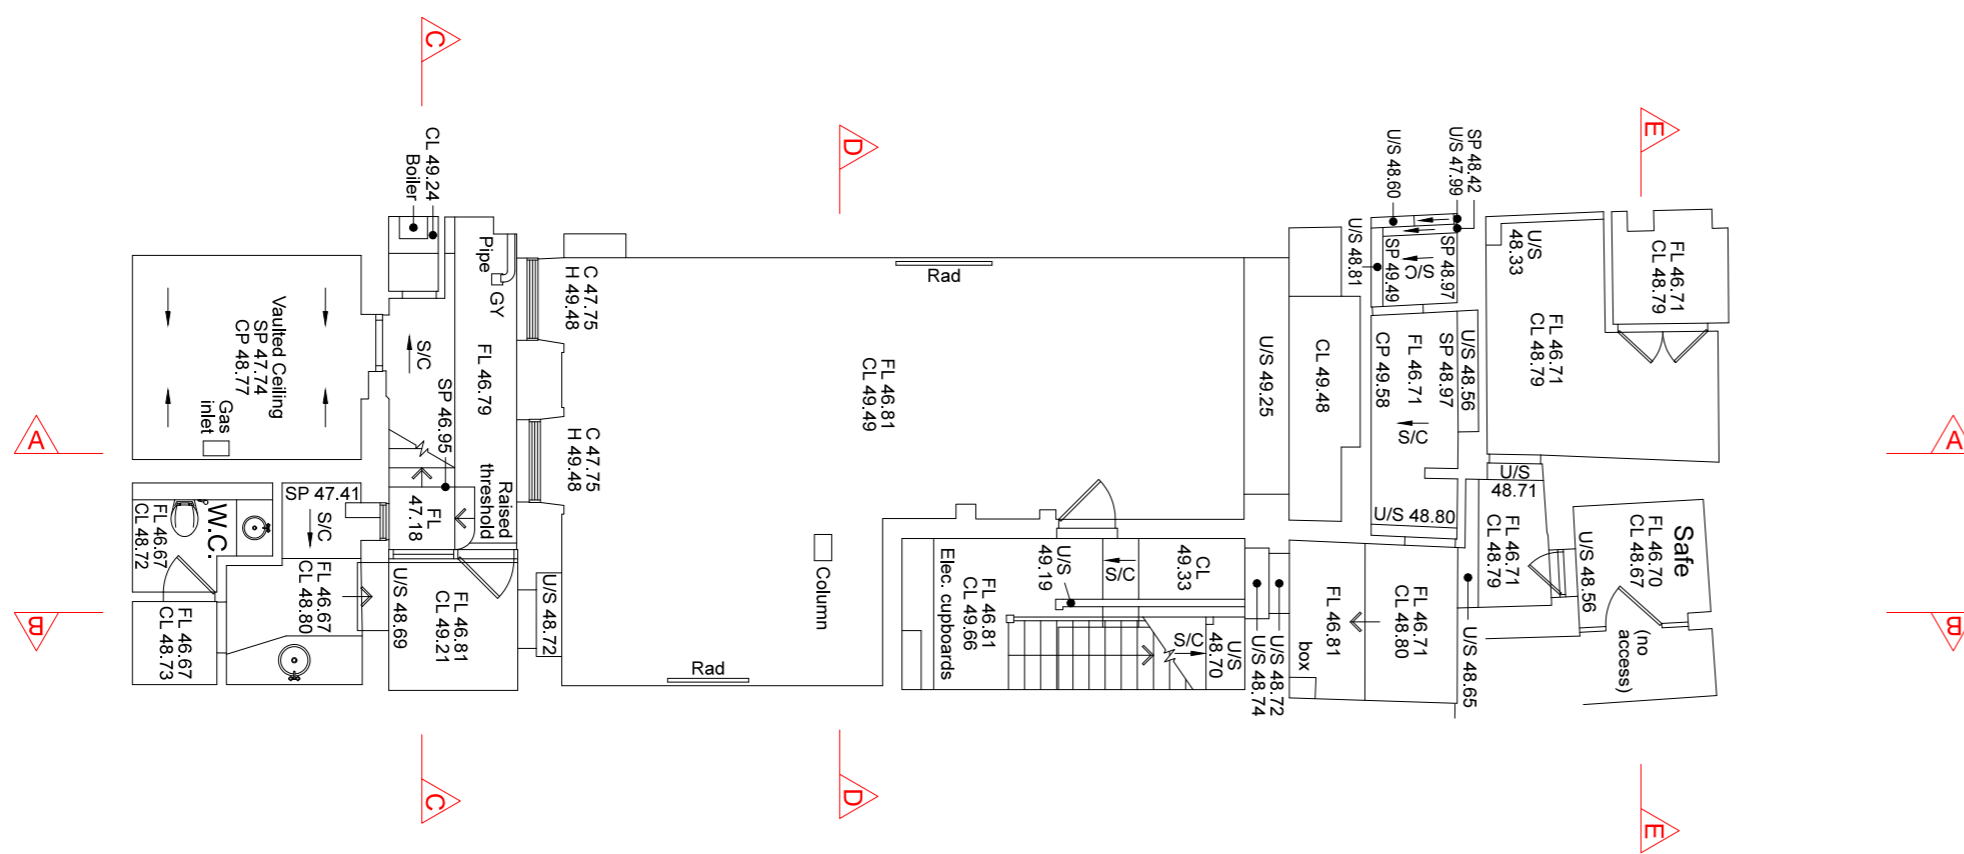 C
D
E
CL 49.24
Boiler
U/S 48.60
SP 48.42
U/S 47.99
Pipe
GY
Vaulted Ceiling
SP 47.74
CP 48.77
Gas
inlet
S/C
FL 46.79
SP 46.95
C 47.75
H 49.48
C 47.75
H 49.48
Rad
FL 46.81
CL 49.49
U/S 49.25
CL 49.48
U/S 48.81
SP 49.49
S/C
SP 48.97
CP 49.58
FL 46.71
SP 48.97
S/C
U/S 48.56
U/S 48.80
U/S
48.33
FL 46.71
CL 48.79
FL 46.71
CL 48.79
A
A
Raised
threshold
FL
47.18
SP 47.41
S/C
W.C.
FL 46.67
CL 48.72
FL 46.67
CL 48.80
FL 46.67
CL 48.73
U/S 48.69
FL 46.81
CL 49.21
U/S 48.72
Column
Rad
Elec. cupboards
FL 46.81
CL 49.66
U/S
49.19
S/C
CL
49.33
S/C
U/S
48.70
U/S 48.74
U/S 48.72
FL 46.81
box
FL 46.71
CL 48.80
U/S 48.65
U/S
48.71
FL 46.71
CL 48.79
U/S 48.56
Safe
FL 46.70
CL 48.67
(no
access)
B
B
C
D
E